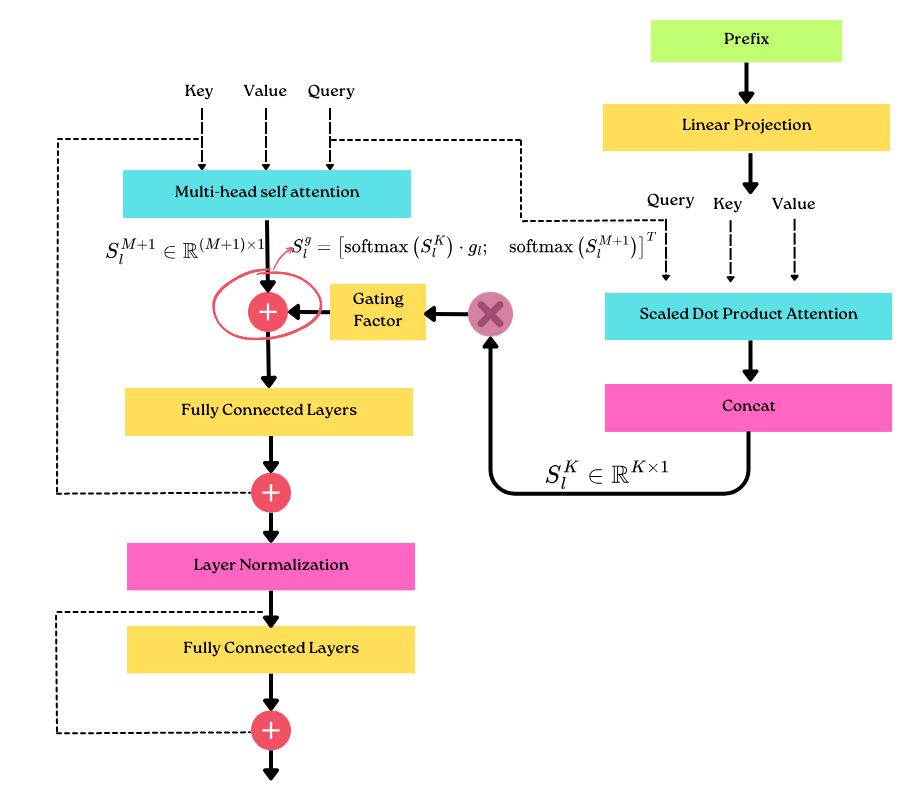 Prefix
Linear Projection
Key Value Query
Query Key Value
Multi-head self attention
$S_l^{M+1} \in \mathbb{R}^{(M+1)\times 1}$
$S_l^g = \left[\text{softmax}\left(S_l^K\right) \cdot g_l; \quad \text{softmax}\left(S_l^{M+1}\right)\right]^T$
+
Gating
Factor
Scaled Dot Product Attention
Fully Connected Layers
Concat
$S_l^K \in \mathbb{R}^{K\times 1}$
+
Layer Normalization
Fully Connected Layers
+